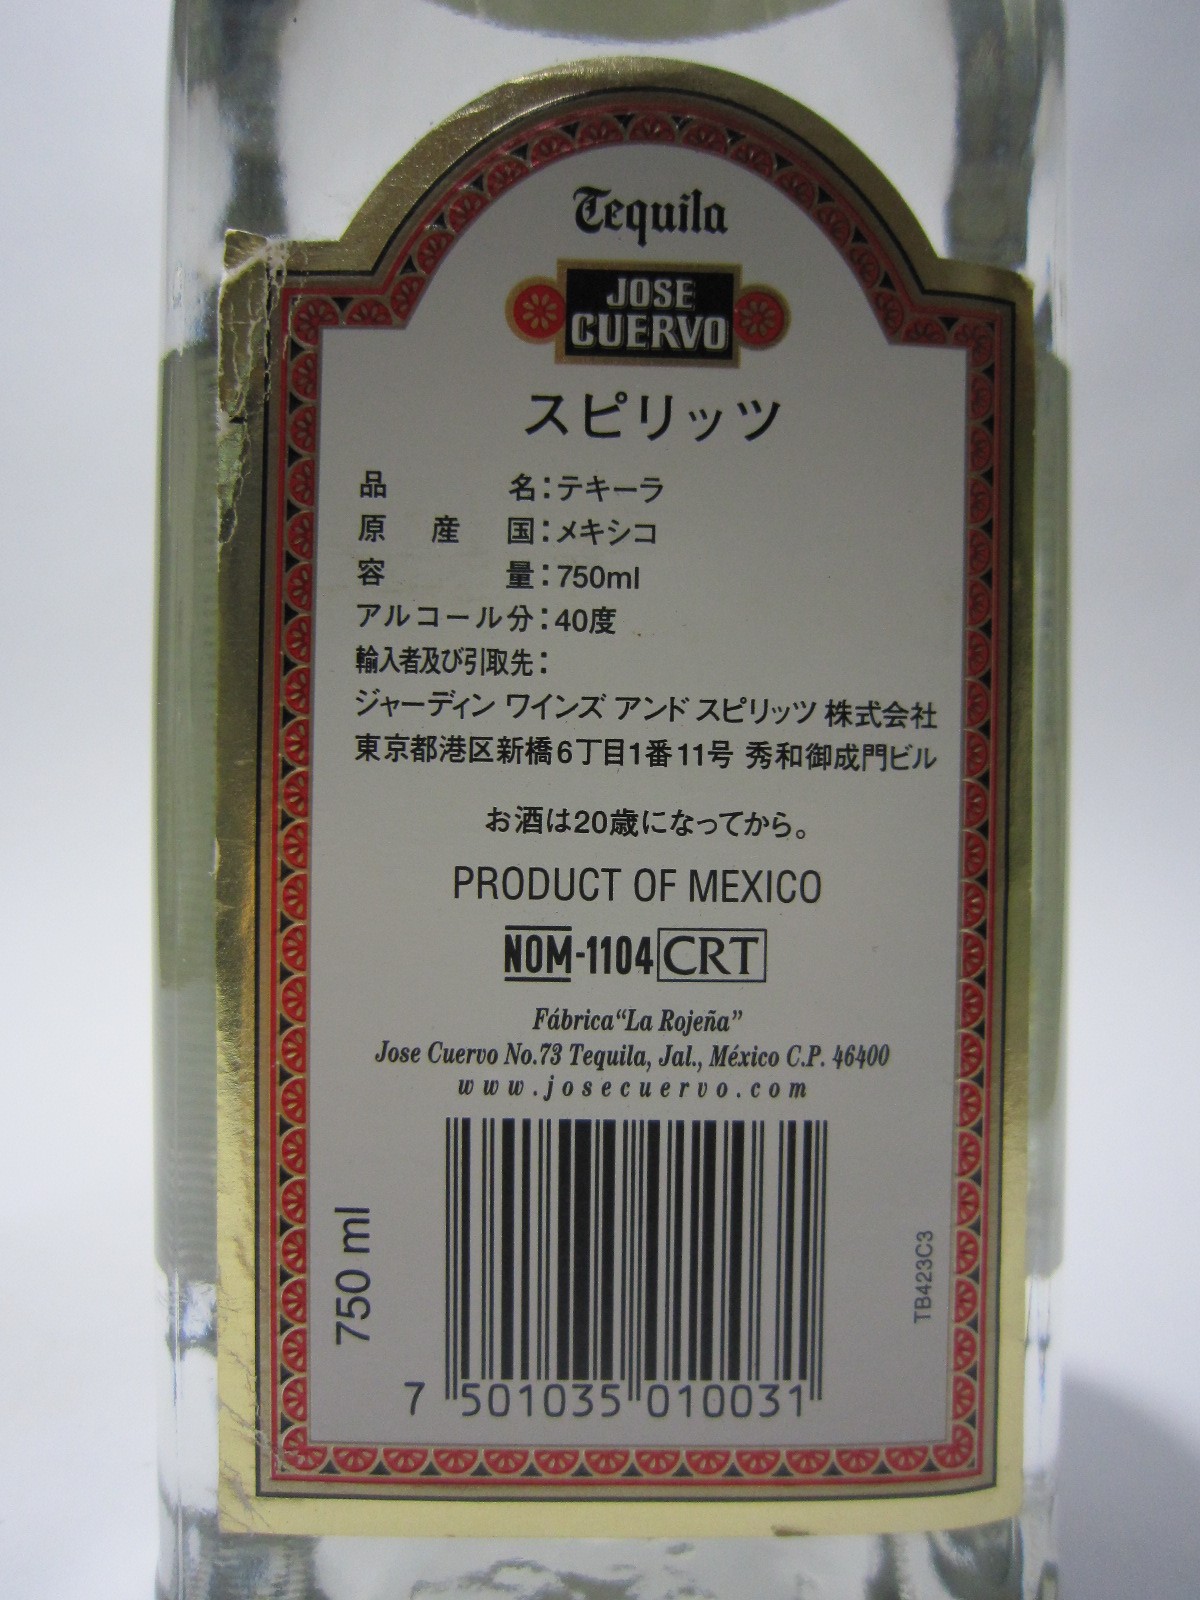 Tequila
JOSE
CUERVO
スピリッツ
品名:テキーラ
原産国:メキシコ
容量:750ml
アルコール分:40度
輸入者及び引取先:
ジャーディン ワインズ アンド スピリッツ 株式会社
東京都港区新橋6丁目1番11号 秀和御成門ビル
お酒は20歳になってから。
PRODUCT OF MEXICO
NOM-1104 CRT
Fábrica“La Rojeña”
Jose Cuervo No.73 Tequila, Jal., México C.P. 46400
www.josecuervo.com
750 ml
TB423C3
7 501035 010031